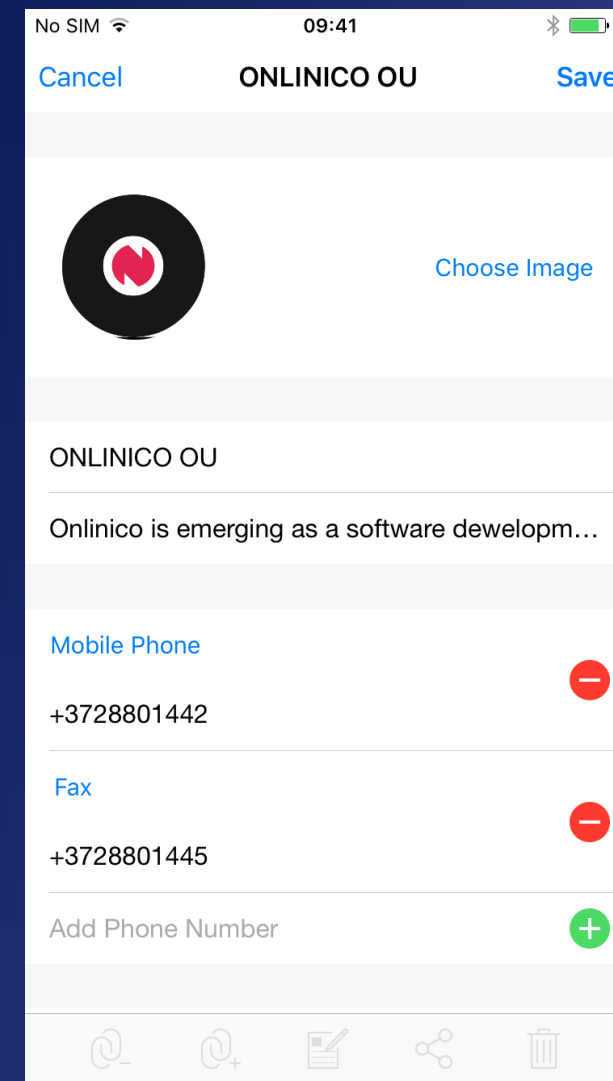 No SIM 09:41
Cancel ONLINICO OU Save
Choose Image
ONLINICO OU
Onlinico is emerging as a software dewelopm...
Mobile Phone
+3728801442
Fax
+3728801445
Add Phone Number